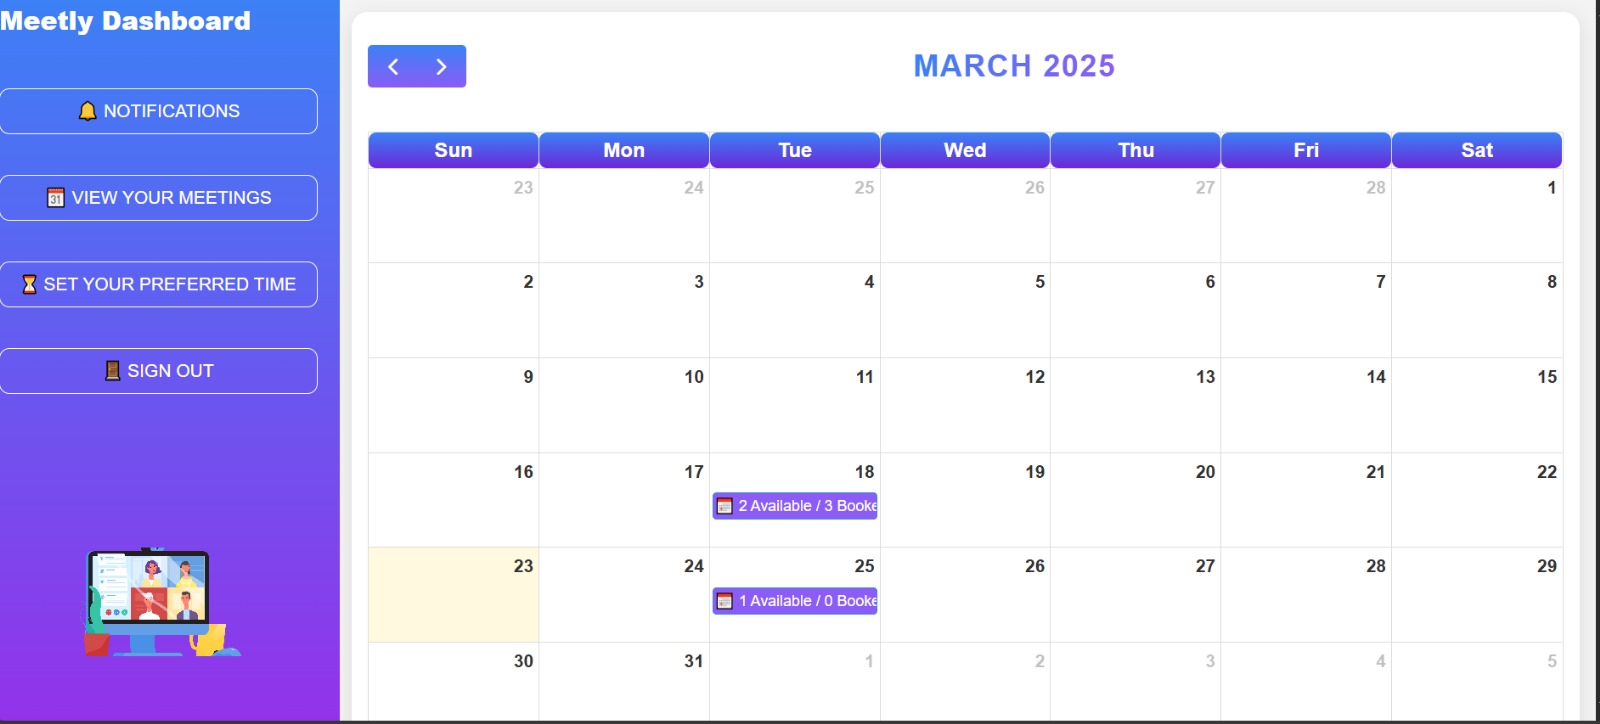 Meetly Dashboard
🔔 NOTIFICATIONS
VIEW YOUR MEETINGS
⏳ SET YOUR PREFERRED TIME
🚪 SIGN OUT
MARCH 2025
Sun Mon Tue Wed Thu Fri Sat
23 24 25 26 27 28 1
2 3 4 5 6 7 8
9 10 11 12 13 14 15
16 17 18 19 20 21 22
2 Available / 3 Booke
23 24 25 26 27 28 29
1 Available / 0 Booke
30 31 1 2 3 4 5